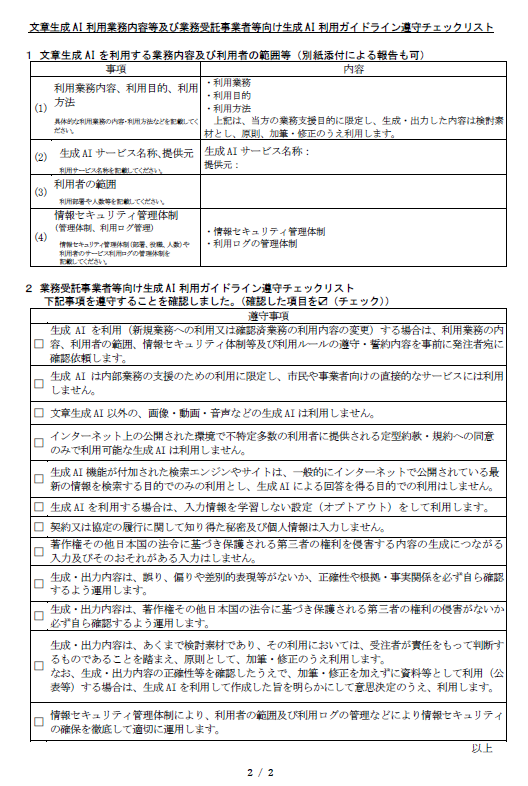 文章生成AI利用業務内容等及び業務受託事業者等向け生成AI利用ガイドライン遵守チェックリスト
1 文章生成AIを利用する業務内容及び利用者の範囲等(別紙添付による報告も可)
事項
内容
(1)
利用業務内容、利用目的、利用
方法
具体的な利用業務の内容・利用方法などを記載してく
ださい。
・利用業務
・利用目的
・利用方法
上記は、当方の業務支援目的に限定し、生成・出力した内容は検討素
材とし、原則、加筆・修正のうえ利用します。
(2)
生成AIサービス名称、提供元
利用サービス名称を記載してください。
生成AIサービス名称:
提供元:
(3)
利用者の範囲
利用部署や人数等を記載してください。
(4)
情報セキュリティ管理体制
(管理体制、利用ログ管理)
情報セキュリティ管理体制(部署、役職、人数)や
利用者のサービス利用ログの管理体制を
記載してください。
・情報セキュリティ管理体制
・利用ログの管理体制
2 業務受託事業者等向け生成AI利用ガイドライン遵守チェックリスト
下記事項を遵守することを確認しました。(確認した項目を☑(チェック))
遵守事項
□ 生成 AI を利用(新規業務への利用又は確認済業務の利用内容の変更)する場合は、利用業務の内
容、利用者の範囲、情報セキュリティ体制等及び利用ルールの遵守・誓約内容を事前に発注者宛に
確認依頼します。
□ 生成 AI は内部業務の支援のための利用に限定し、市民や事業者向けの直接的なサービスには利用
しません。
□ 文章生成AI以外の、画像・動画・音声などの生成AIは利用しません。
□ インターネット上の公開された環境で不特定多数の利用者に提供される定型約款・規約への同意
のみで利用可能な生成AIは利用しません。
□ 生成AI機能が付加された検索エンジンやサイトは、一般的にインターネットで公開されている最
新の情報を検索する目的でのみの利用とし、生成AIによる回答を得る目的での利用はしません。
□ 生成AIを利用する場合は、入力情報を学習しない設定(オプトアウト)をして利用します。
□ 契約又は協定の履行に関して知り得た秘密及び個人情報は入力しません。
□ 著作権その他日本国の法令に基づき保護される第三者の権利を侵害する内容の生成につながる
入力及びそのおそれがある入力はしません。
□ 生成・出力内容は、誤り、偏りや差別的表現等がないか、正確性や根拠・事実関係を必ず自ら確認
するよう運用します。
□ 生成・出力内容は、著作権その他日本国の法令に基づき保護される第三者の権利の侵害がないか
必ず自ら確認するよう運用します。
□ 生成・出力内容は、あくまで検討素材であり、その利用においては、受注者が責任をもって判断す
るものであることを踏まえ、原則として、加筆・修正のうえ利用します。
なお、生成・出力内容の正確性等を確認したうえで、加筆・修正を加えずに資料等として利用(公
表等)する場合は、生成AIを利用して作成した旨を明らかにして意思決定のうえ、利用します。
□ 情報セキュリティ管理体制により、利用者の範囲及び利用ログの管理などにより情報セキュリティ
の確保を徹底して適切に運用します。
以上
2 / 2